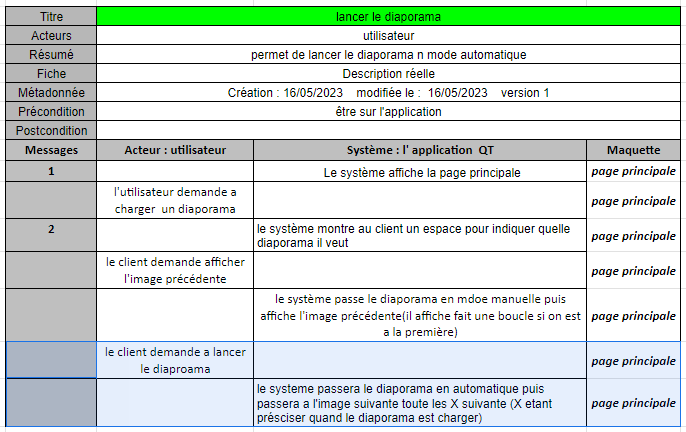 Titre lancer le diaporama
Acteurs utilisateur
Résumé permet de lancer le diaporama n mode automatique
Fiche Description réelle
Métadonnée Création : 16/05/2023 modifiée le : 16/05/2023 version 1
Précondition être sur l'application
Postcondition
Messages Acteur : utilisateur Système : l' application QT Maquette
1 Le système affiche la page principale page principale
l'utilisateur demande a
charger un diaporama
page principale
2 le système montre au client un espace pour indiquer quelle
diaporama il veut
page principale
le client demande afficher
l'image précédente
page principale
le système passe le diaporama en mdoe manuelle puis
affiche l'image précédente(il affiche fait une boucle si on est
a la première)
page principale
le client demande a lancer
le diaproama
page principale
le systeme passera le diaporama en automatique puis
passera a l'image suivante toute les X suivante (X etant
présciser quand le diaporama est charger)
page principale